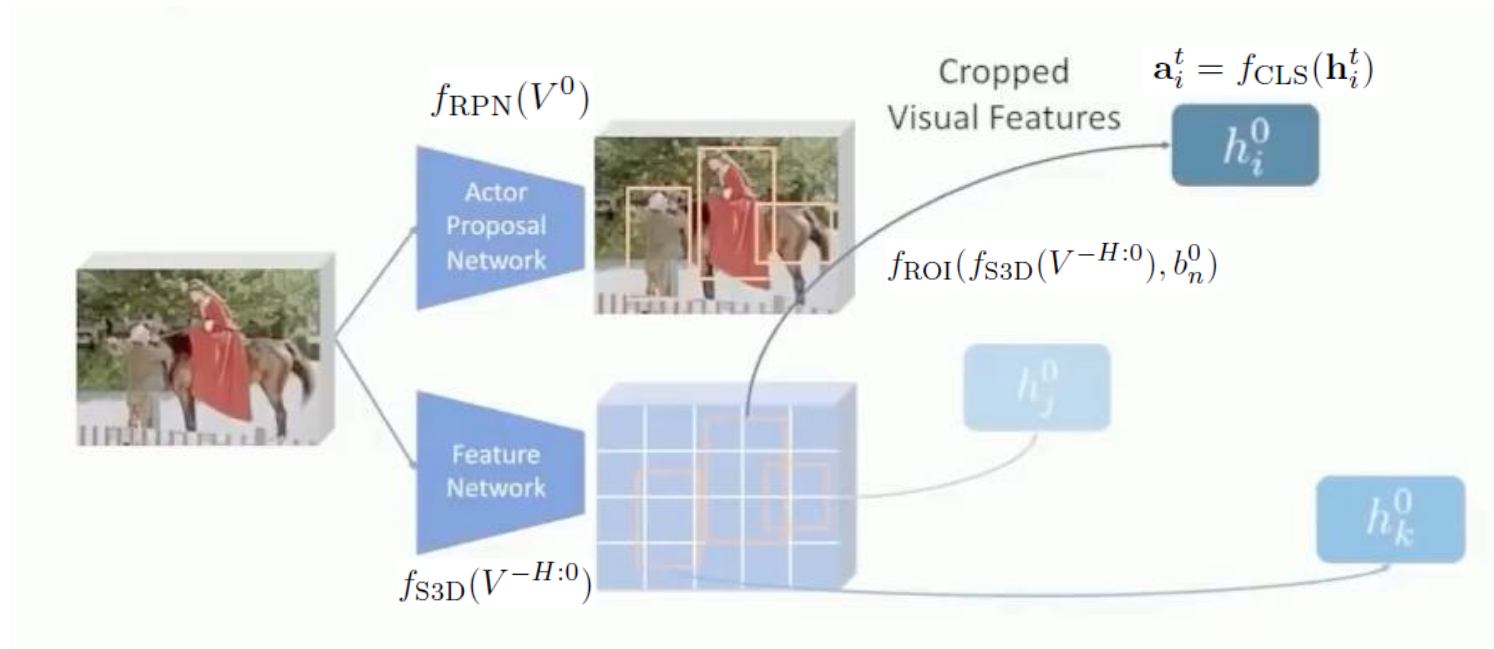 f_RPN(V^0)
Cropped
Visual Features
𝐚_i^t = f_CLS(𝐡_i^t)
h_i^0
Actor
Proposal
Network
f_ROI(f_S3D(V^{-H:0}), b_n^0)
h_j^0
Feature
Network
h_k^0
f_S3D(V^{-H:0})